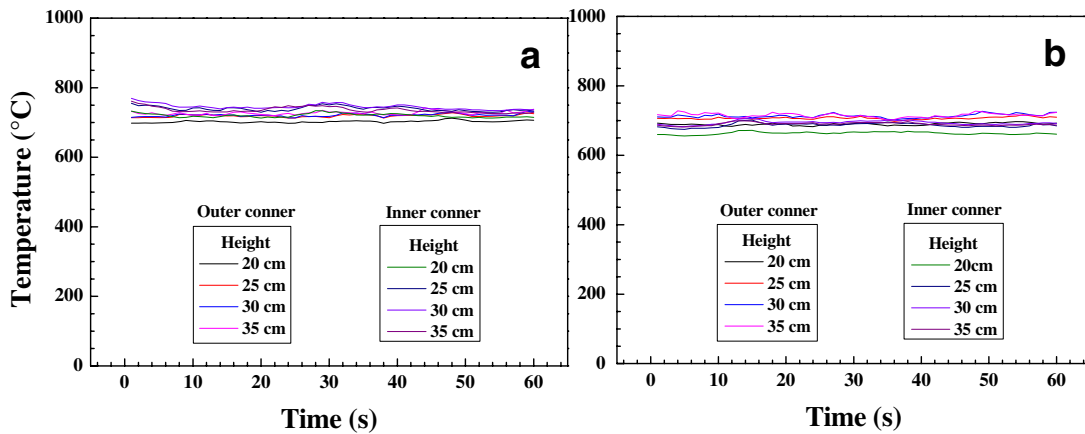 a
Temperature (°C)
1000
800
600
400
200
0
Outer conner
Height
20 cm
25 cm
30 cm
35 cm
Inner conner
Height
20 cm
25 cm
30 cm
35 cm
0 10 20 30 40 50 60
Time (s)
b
1000
800
600
400
200
0
Outer conner
Height
20 cm
25 cm
30 cm
35 cm
Inner conner
Height
20cm
25 cm
30 cm
35 cm
0 10 20 30 40 50 60
Time (s)